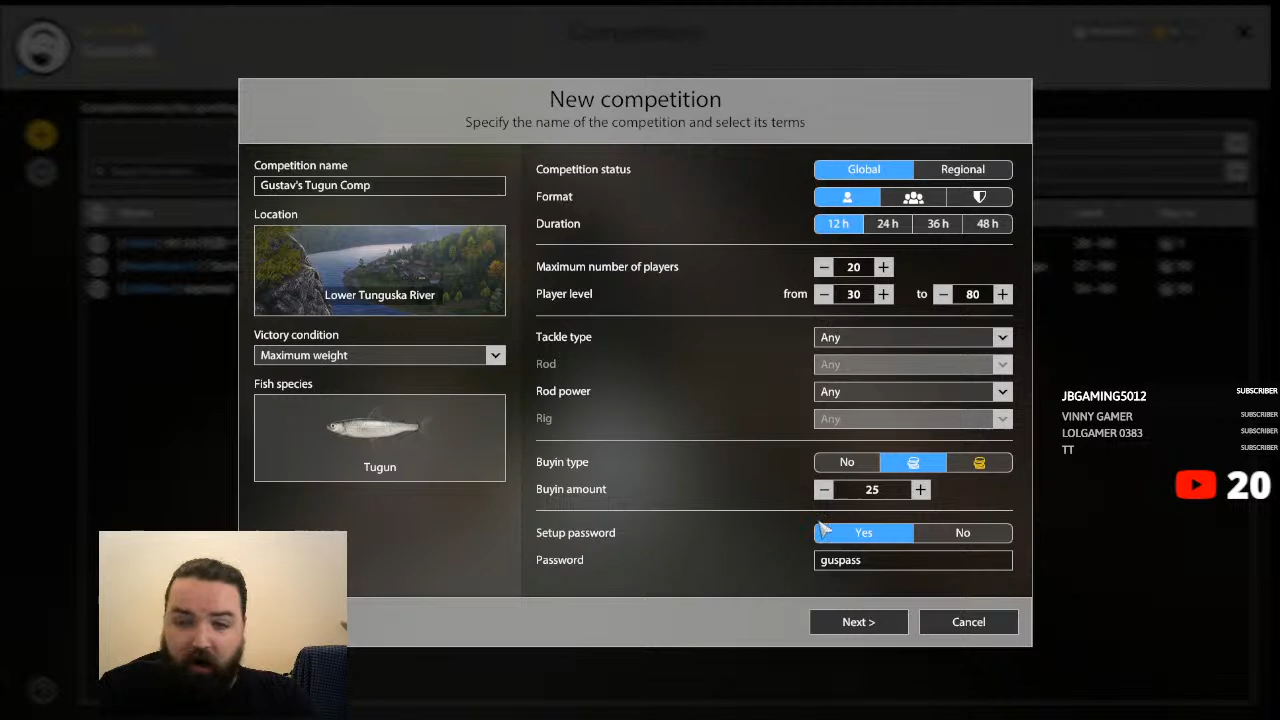 New competition
Specify the name of the competition and select its terms
Competition name
Gustav's Tugun Comp
Location
Lower Tunguska River
Victory condition
Maximum weight
Fish species
Tugun
Competition status
Global
Regional
Format
Duration
12 h
24 h
36 h
48 h
Maximum number of players
20
Player level
from
30
to
80
Tackle type
Any
Rod
Any
Rod power
Any
Rig
Any
Buyin type
No
Buyin amount
25
Setup password
Yes
No
Password
guspass
Next >
Cancel
JBGAMING5012 SUBSCRIBER
VINNY GAMER SUBSCRIBER
LOLGAMER 0383 SUBSCRIBER
TT SUBSCRIBER
20